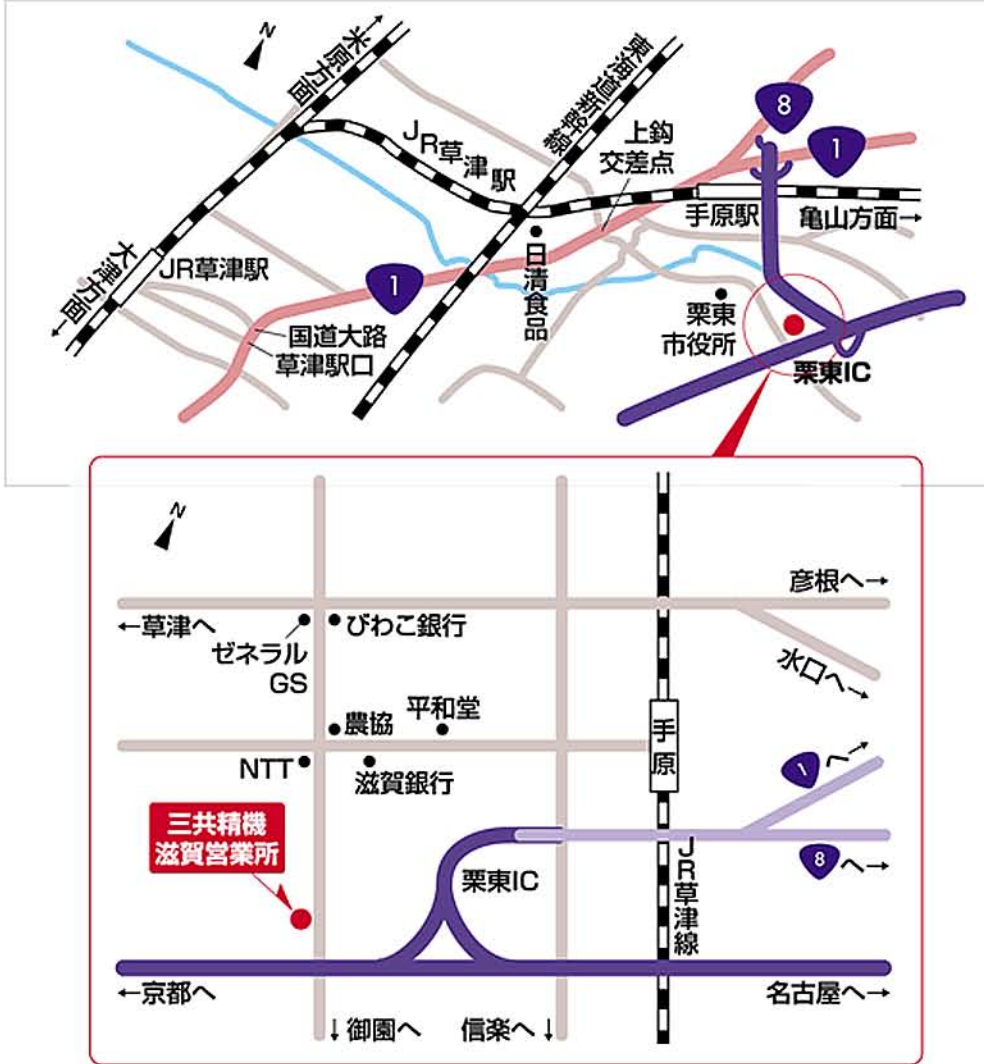 N
米原方面
東海道新幹線
JR草津駅
上鈎
交差点
8
1
手原駅
亀山方面→
大津方面
←
JR草津駅
1
日清食品
国道大路
草津駅口
栗東
市役所
栗東IC
N
彦根へ→
←草津へ
びわこ銀行
ゼネラル
GS
水口へ→
農協
平和堂
手原
NTT
滋賀銀行
1へ→
三共精機
滋賀営業所
栗東IC
8へ→
JR草津線
←京都へ
名古屋へ→
↓御園へ
信楽へ↓